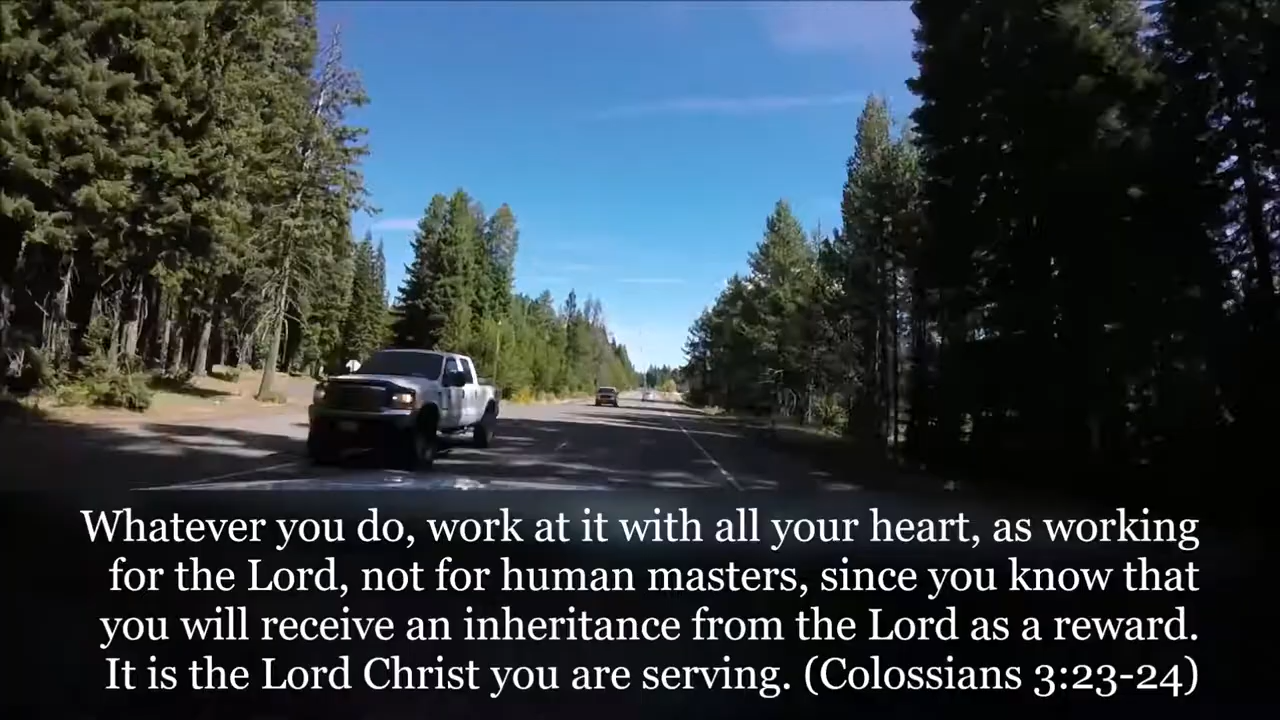 Whatever you do, work at it with all your heart, as working
for the Lord, not for human masters, since you know that
you will receive an inheritance from the Lord as a reward.
It is the Lord Christ you are serving. (Colossians 3:23-24)